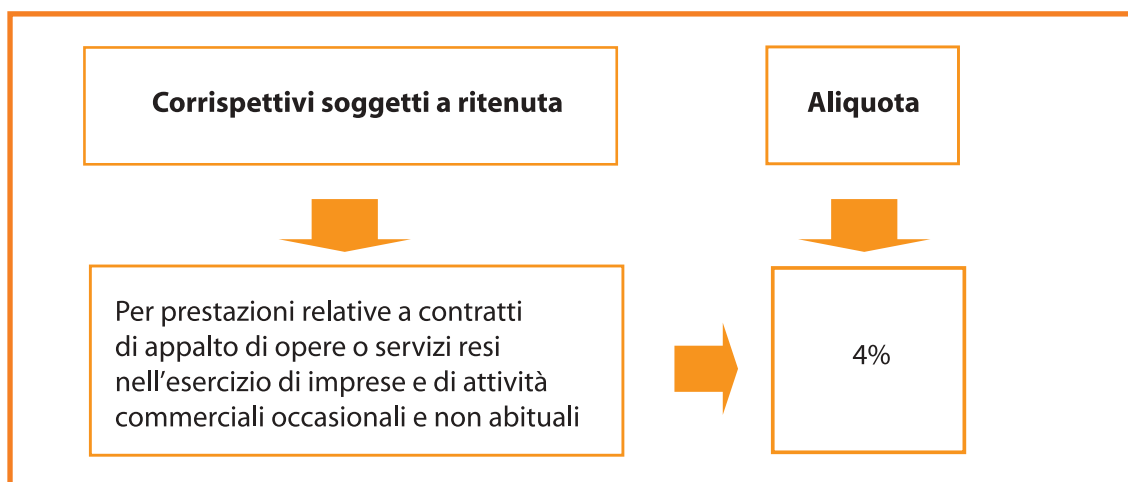 Corrispettivi soggetti a ritenuta
Aliquota
Per prestazioni relative a contratti
di appalto di opere o servizi resi
nell'esercizio di imprese e di attività
commerciali occasionali e non abituali
4%